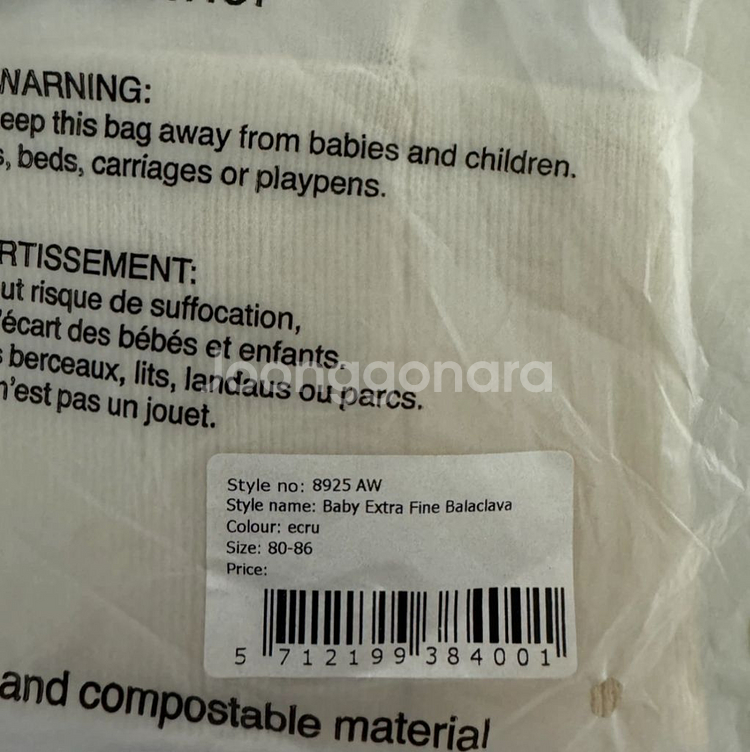 WARNING:
eep this bag away from babies and children.
s, beds, carriages or playpens.
RTISSEMENT:
ut risque de suffocation,
'écart des bébés et enfants.
s berceaux, lits, landaus ou parcs.
n'est pas un jouet.
joonggonara
Style no: 8925 AW
Style name: Baby Extra Fine Balaclava
Colour: ecru
Size: 80-86
Price:
5 712199 384001
and compostable material